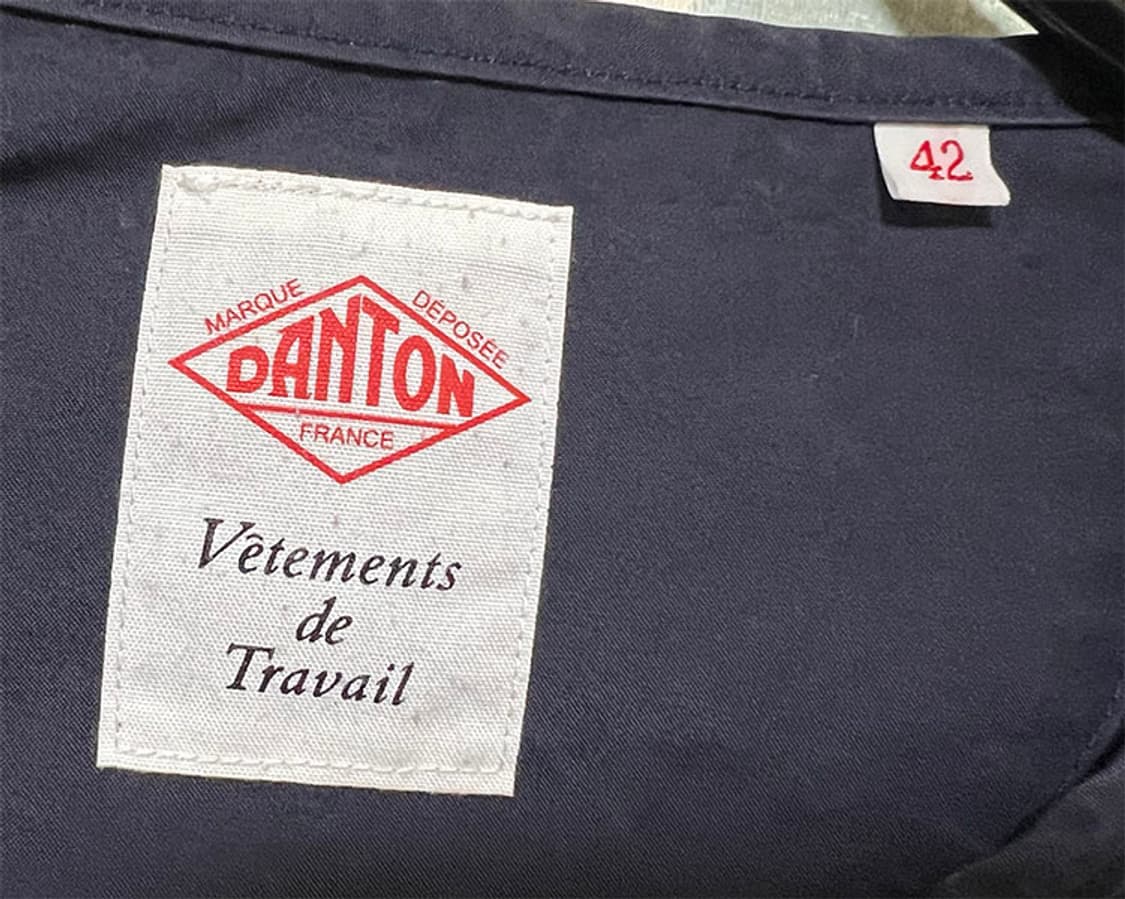 42
MARQUE DÉPOSÉE
DANTON
FRANCE
Vêtements
de
Travail